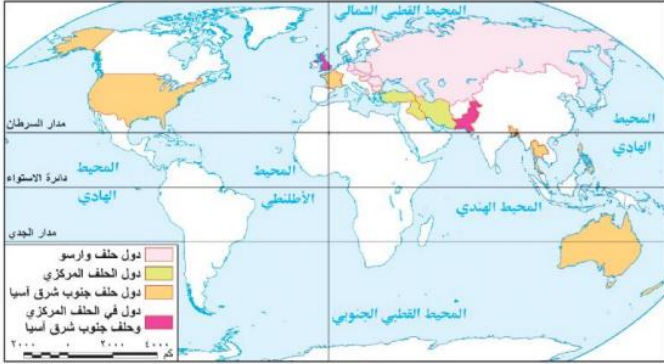 المحيط القطبي الشمالي
مدار السرطان
المحيط
الهادي
دائرة الاستواء
المحيط
الهادي
المحيط
الأطلنطي
المحيط الهندي
مدار الجدي
دول حلف وارسو
دول الحلف المركزي
دول حلف جنوب شرق آسيا
دول في الحلف المركزي
وحلف جنوب شرق آسيا
٢٠٠٠ ٠ ٢٠٠٠ ٤٠٠٠
كم
المحيط القطبي الجنوبي